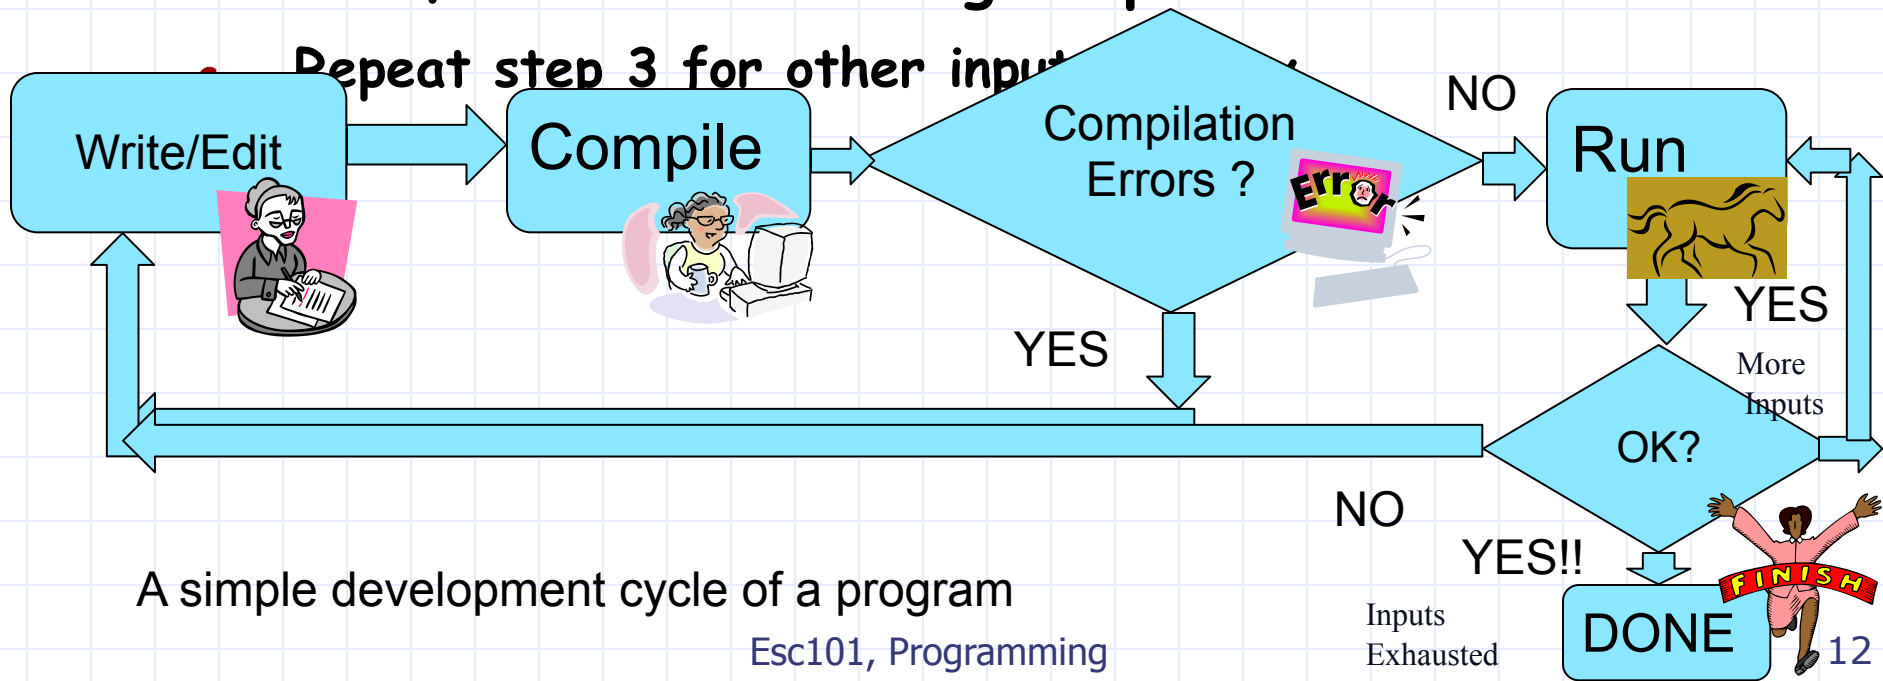 Repeat step 3 for other input
Write/Edit
Compile
Compilation
Errors ?
Error
NO
Run
YES
YES
More
Inputs
OK?
NO
YES!!
Inputs
Exhausted
DONE
FINISH
A simple development cycle of a program
Esc101, Programming
12